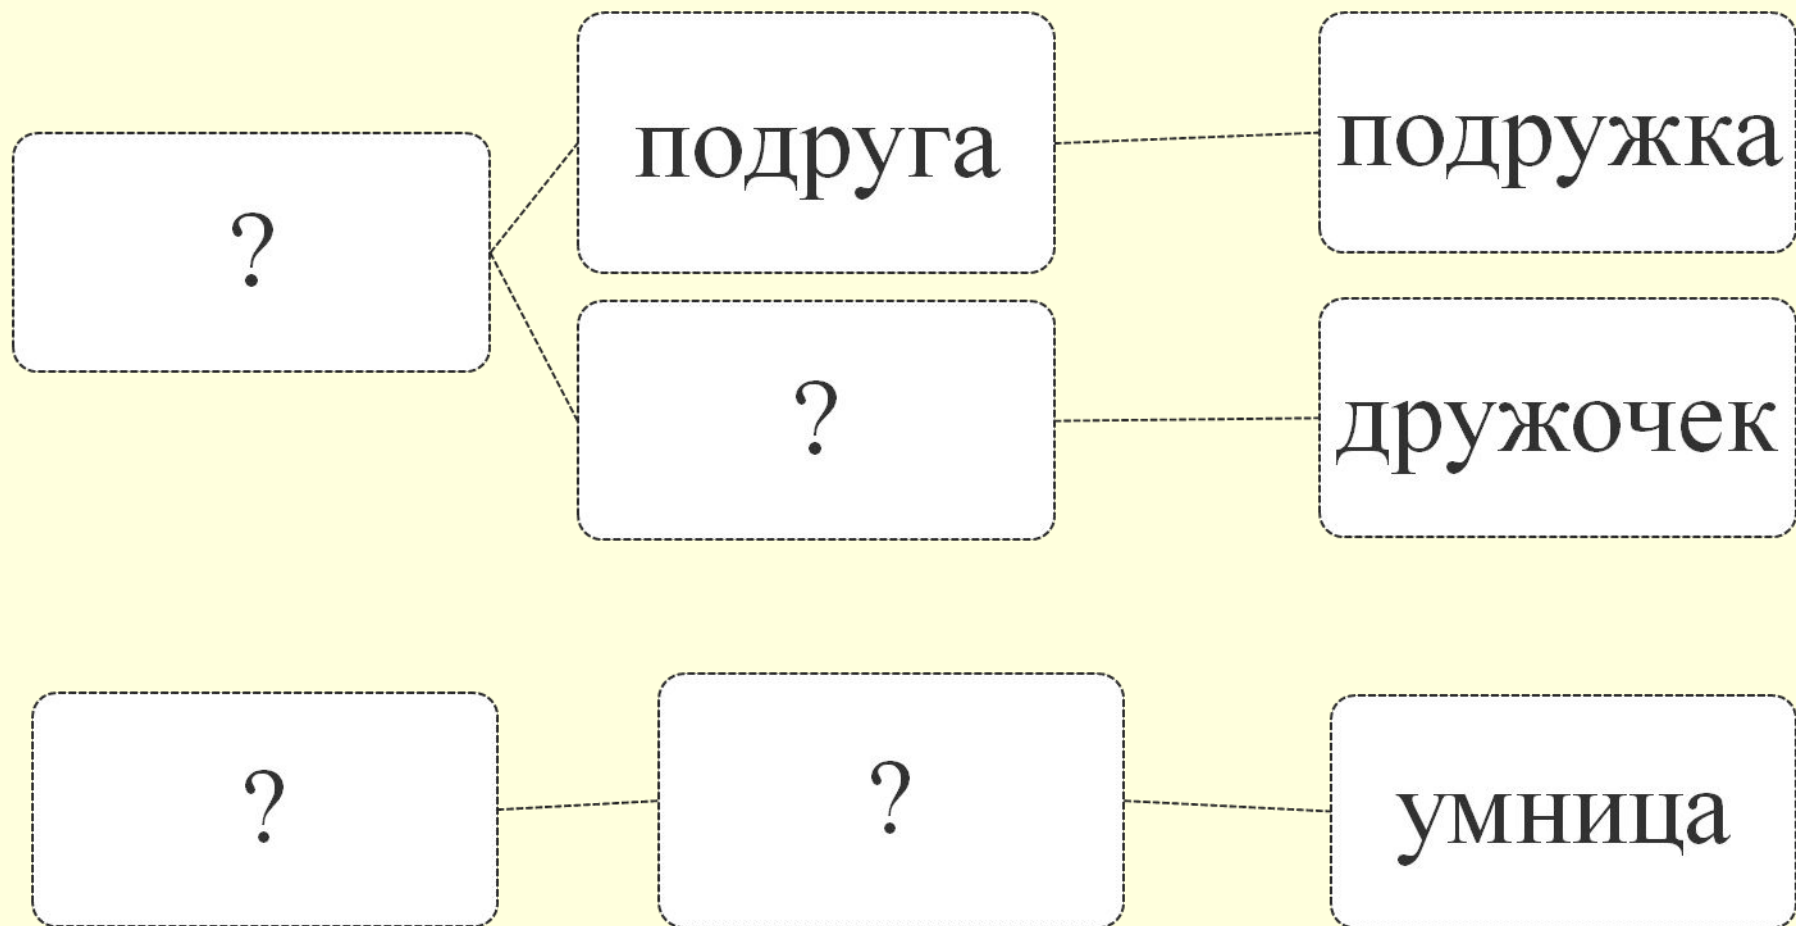 ?
подруга
подружка
?
дружочек
?
?
умница